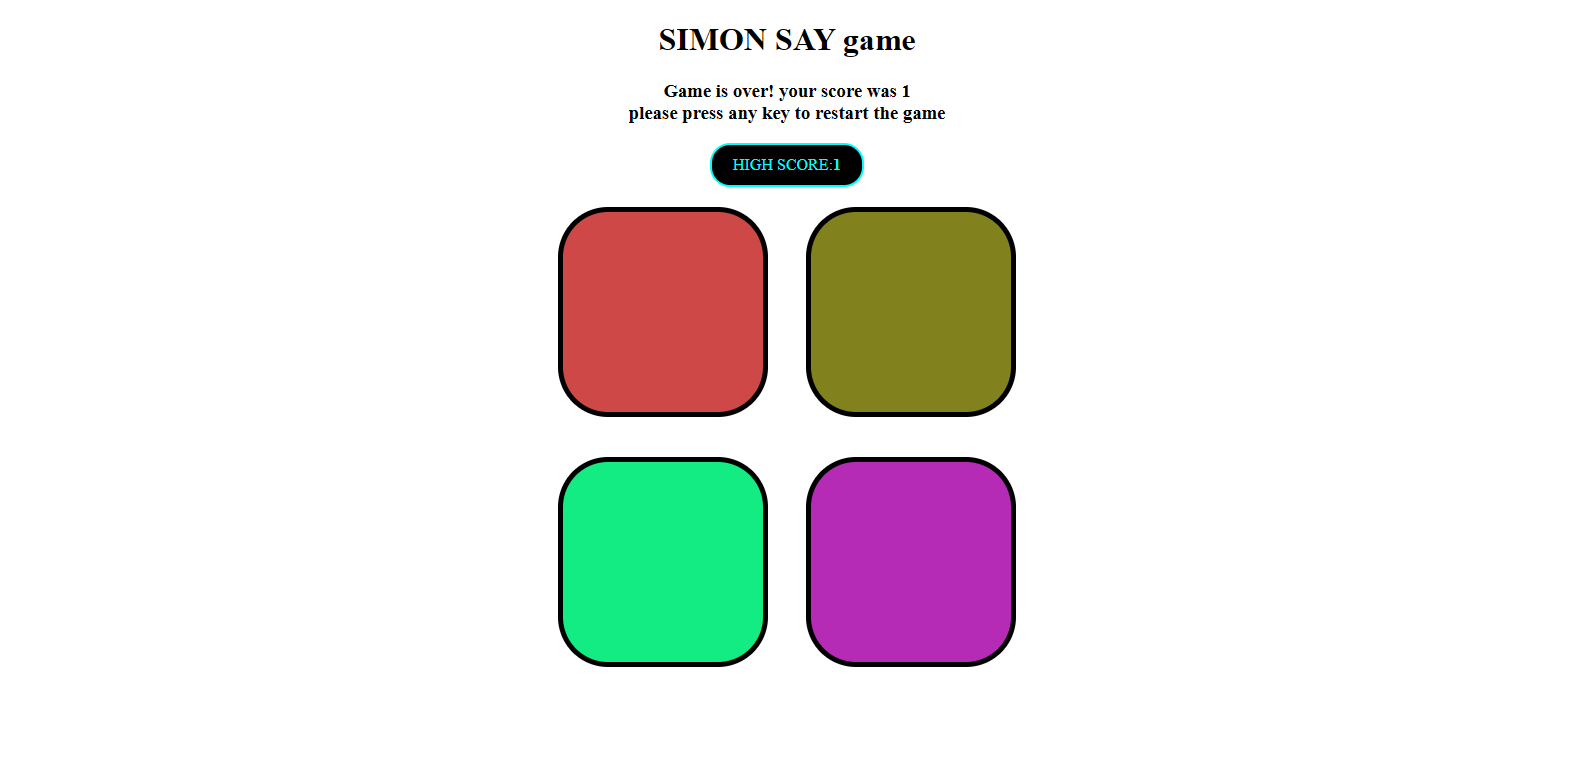 SIMON SAY game
Game is over! your score was 1
please press any key to restart the game
HIGH SCORE:1